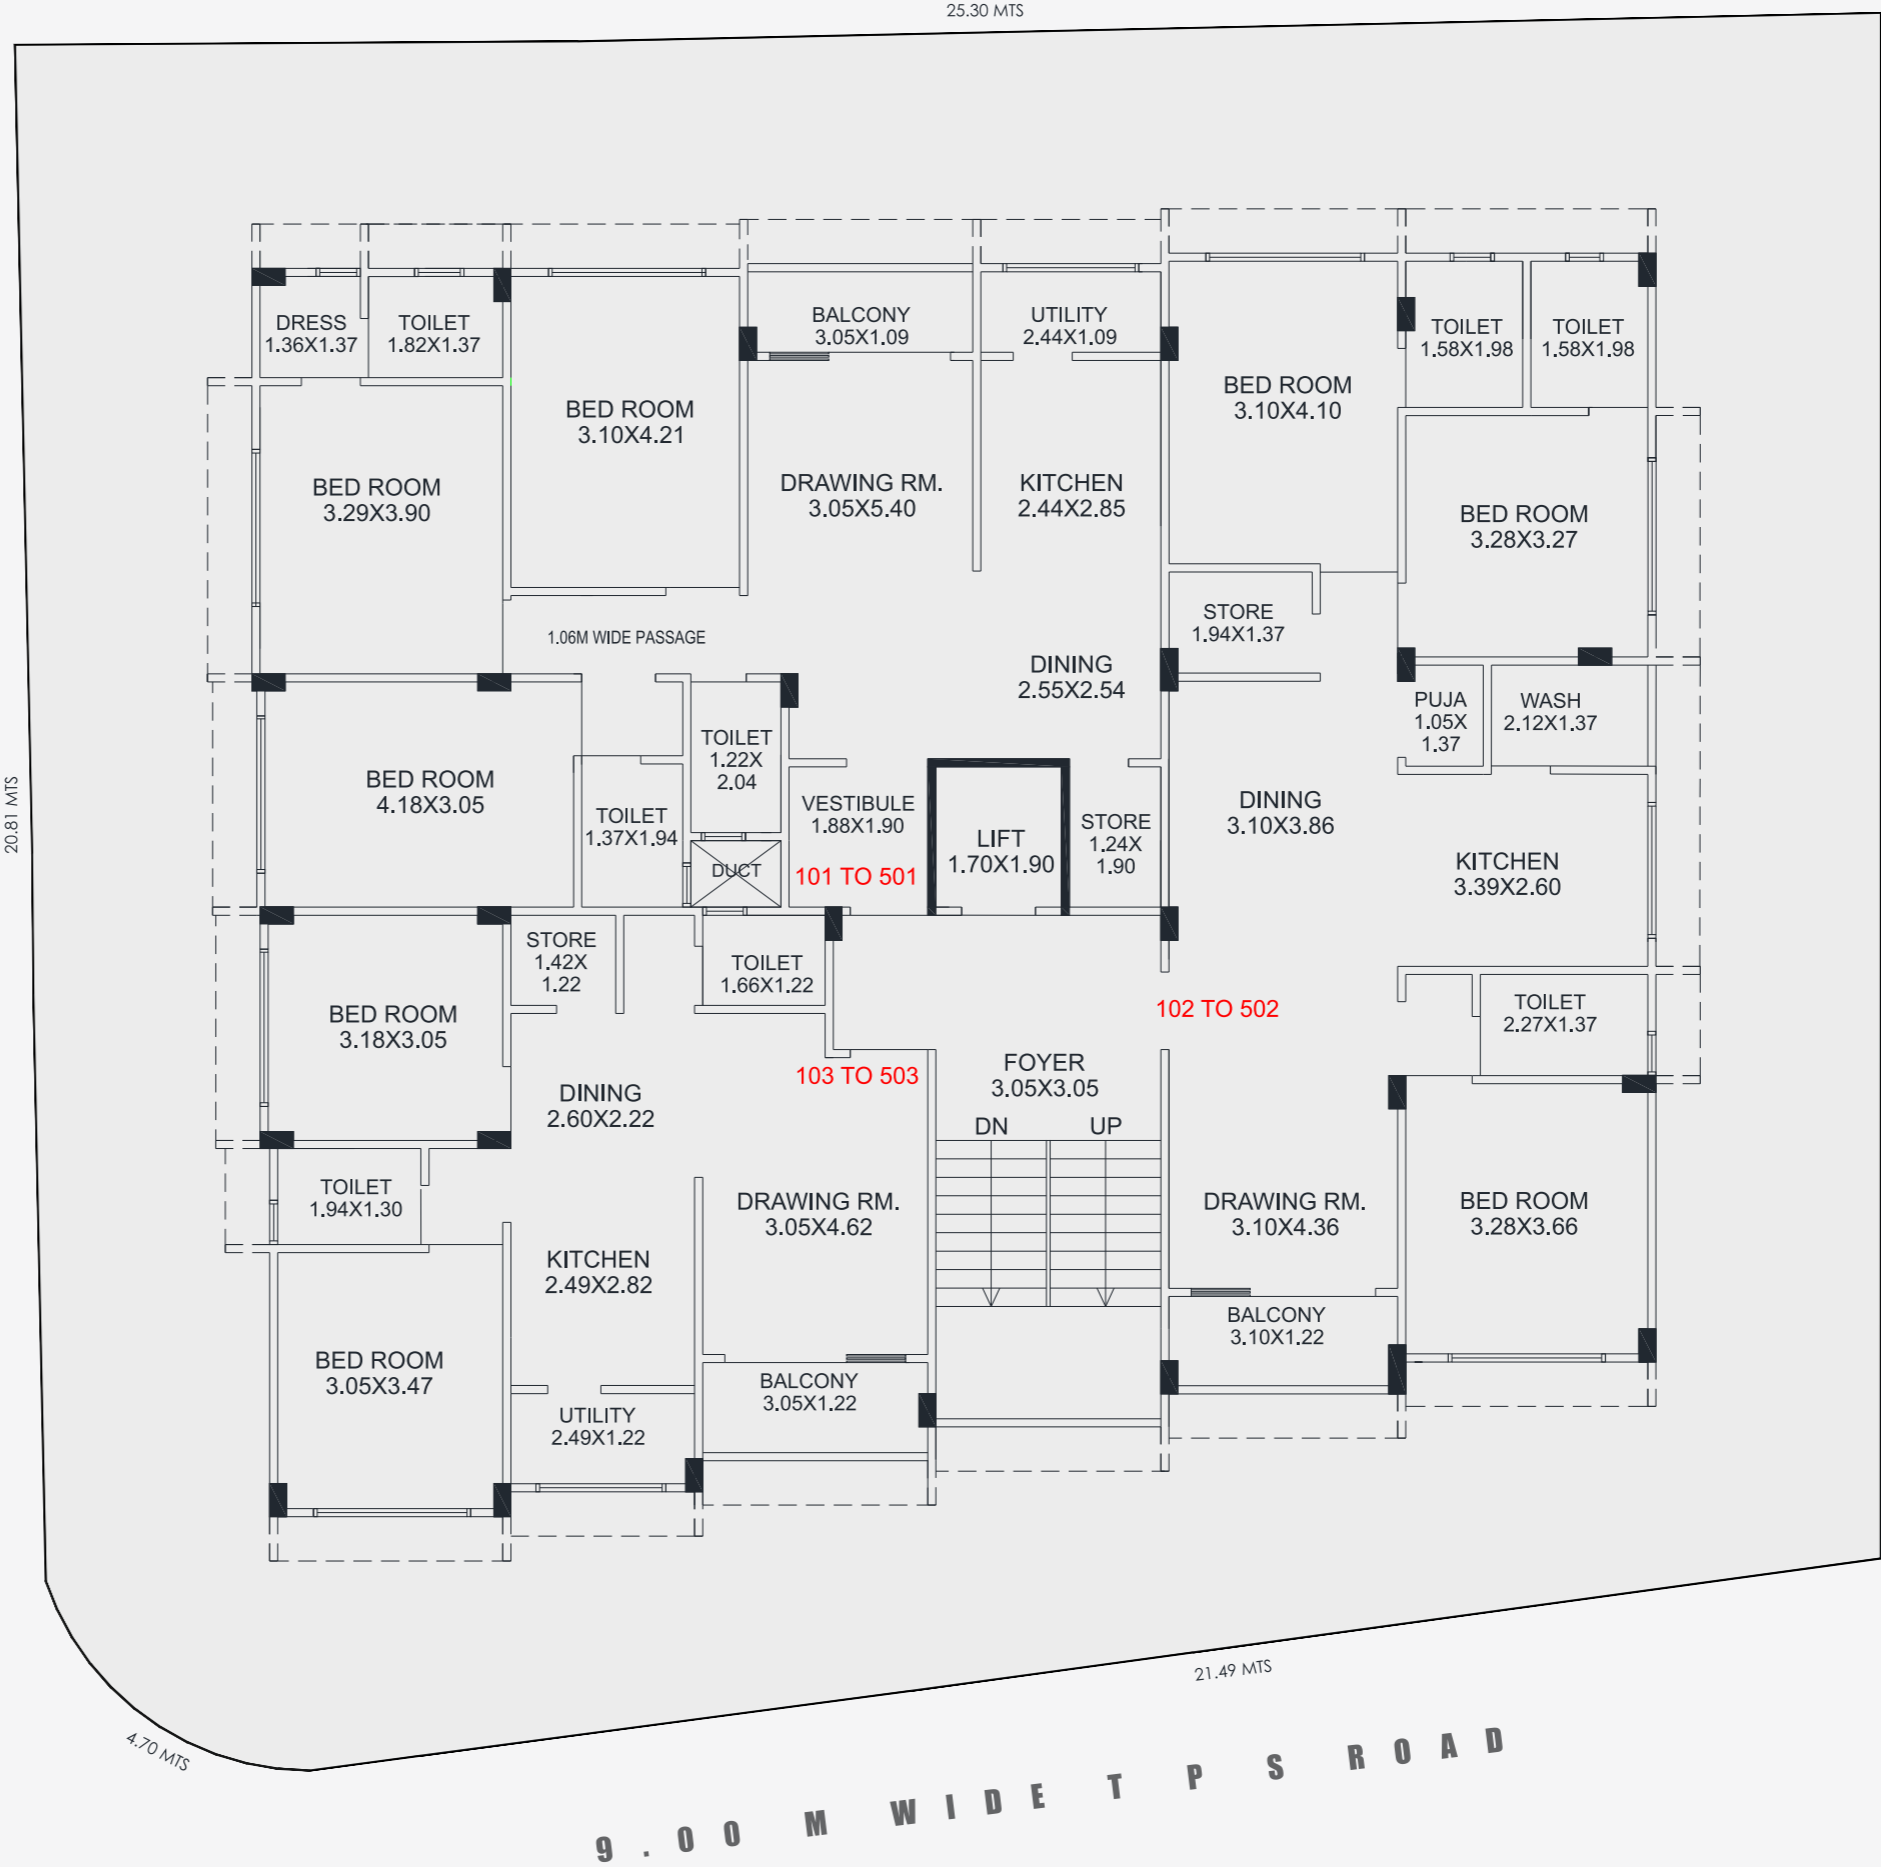 25.30 MTS
DRESS
1.36X1.37
TOILET
1.82X1.37
BALCONY
3.05X1.09
UTILITY
2.44X1.09
TOILET
1.58X1.98
TOILET
1.58X1.98
BED ROOM
3.10X4.21
BED ROOM
3.10X4.10
BED ROOM
3.29X3.90
DRAWING RM.
3.05X5.40
KITCHEN
2.44X2.85
BED ROOM
3.28X3.27
STORE
1.94X1.37
1.06M WIDE PASSAGE
DINING
2.55X2.54
PUJA
1.05X
1.37
WASH
2.12X1.37
TOILET
1.22X
2.04
BED ROOM
4.18X3.05
20.81 MTS
TOILET
1.37X1.94
VESTIBULE
1.88X1.90
LIFT
1.70X1.90
STORE
1.24X
1.90
DINING
3.10X3.86
KITCHEN
3.39X2.60
DUCT
101 TO 501
STORE
1.42X
1.22
TOILET
1.66X1.22
102 TO 502
TOILET
2.27X1.37
BED ROOM
3.18X3.05
103 TO 503
FOYER
3.05X3.05
DINING
2.60X2.22
DN
UP
TOILET
1.94X1.30
DRAWING RM.
3.05X4.62
DRAWING RM.
3.10X4.36
BED ROOM
3.28X3.66
KITCHEN
2.49X2.82
BALCONY
3.10X1.22
BED ROOM
3.05X3.47
BALCONY
3.05X1.22
UTILITY
2.49X1.22
21.49 MTS
4.70 MTS
9.00 M WIDE T P S ROAD